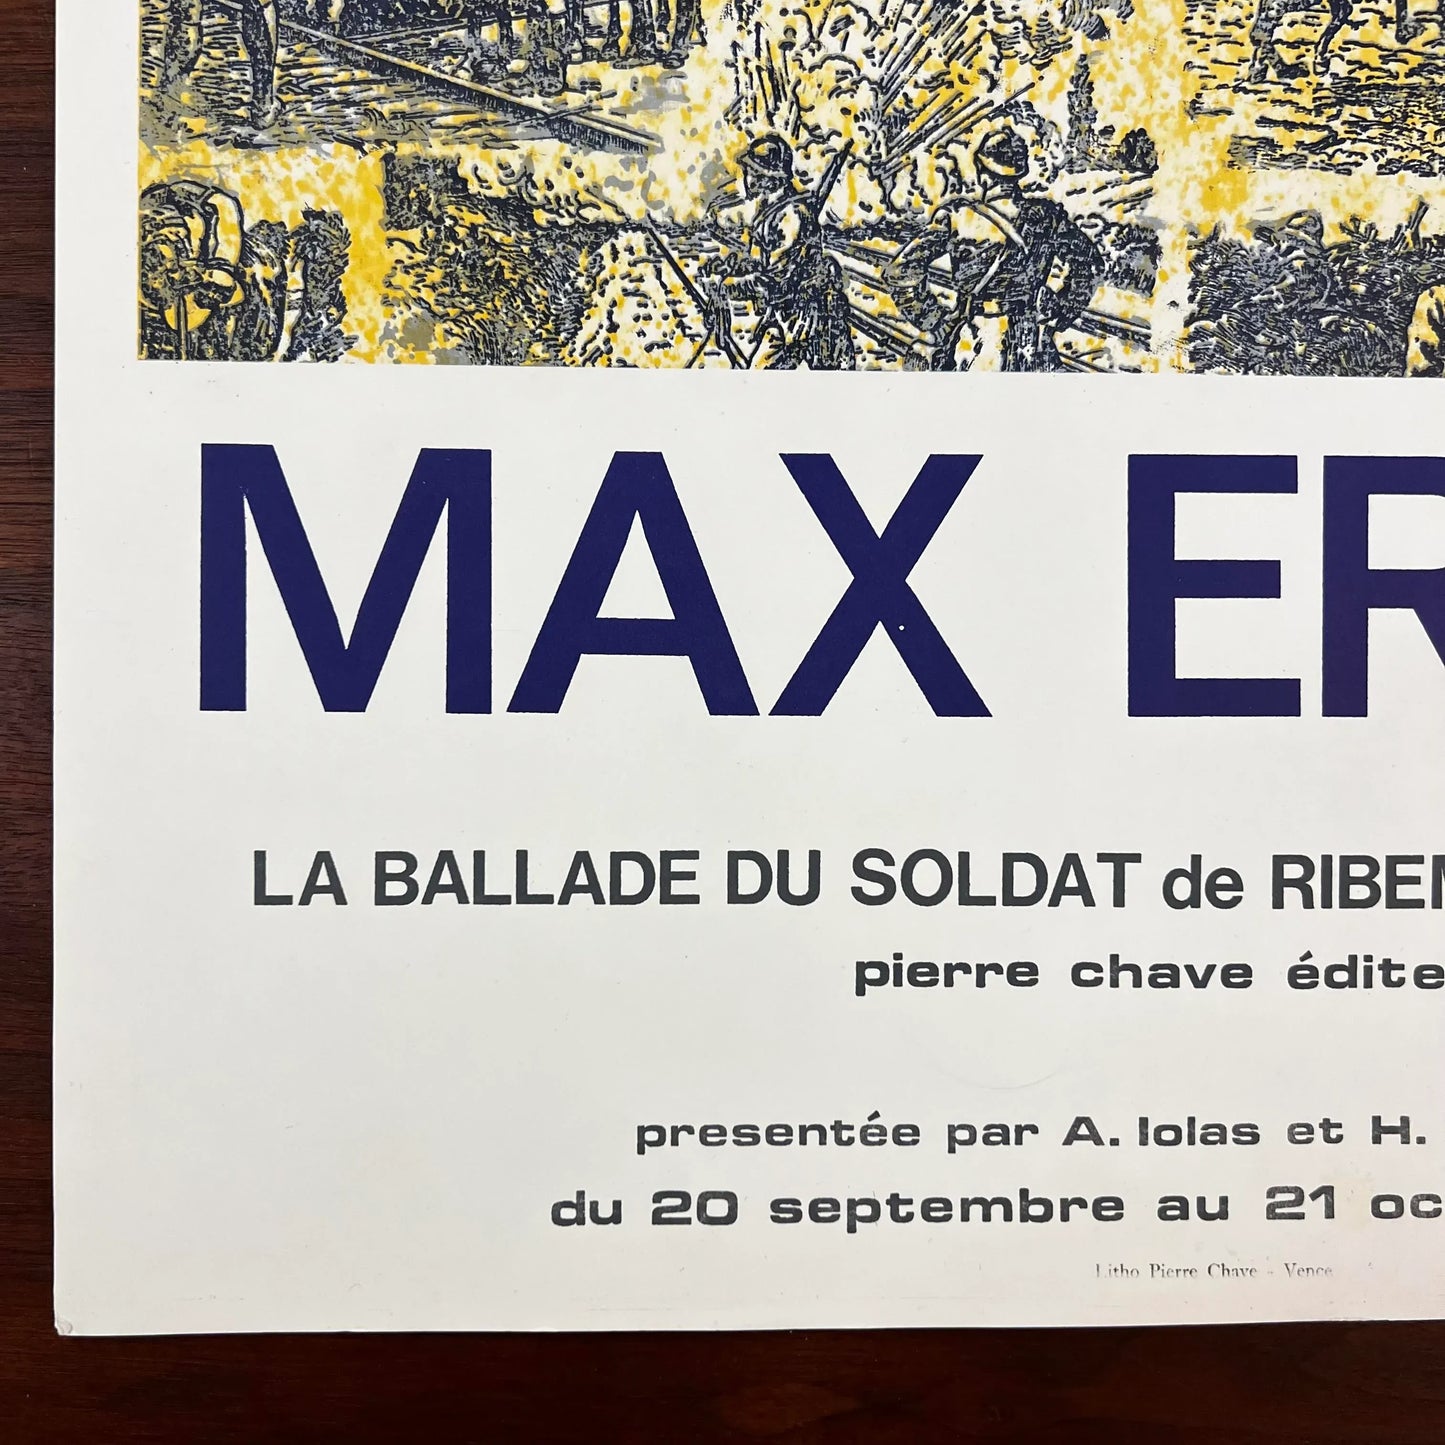 MAX ER
LA BALLADE DU SOLDAT de RIBEM
pierre chave édite
presentée par A. Iolas et H.
du 20 septembre au 21 oc
Litho Pierre Chave - Vence